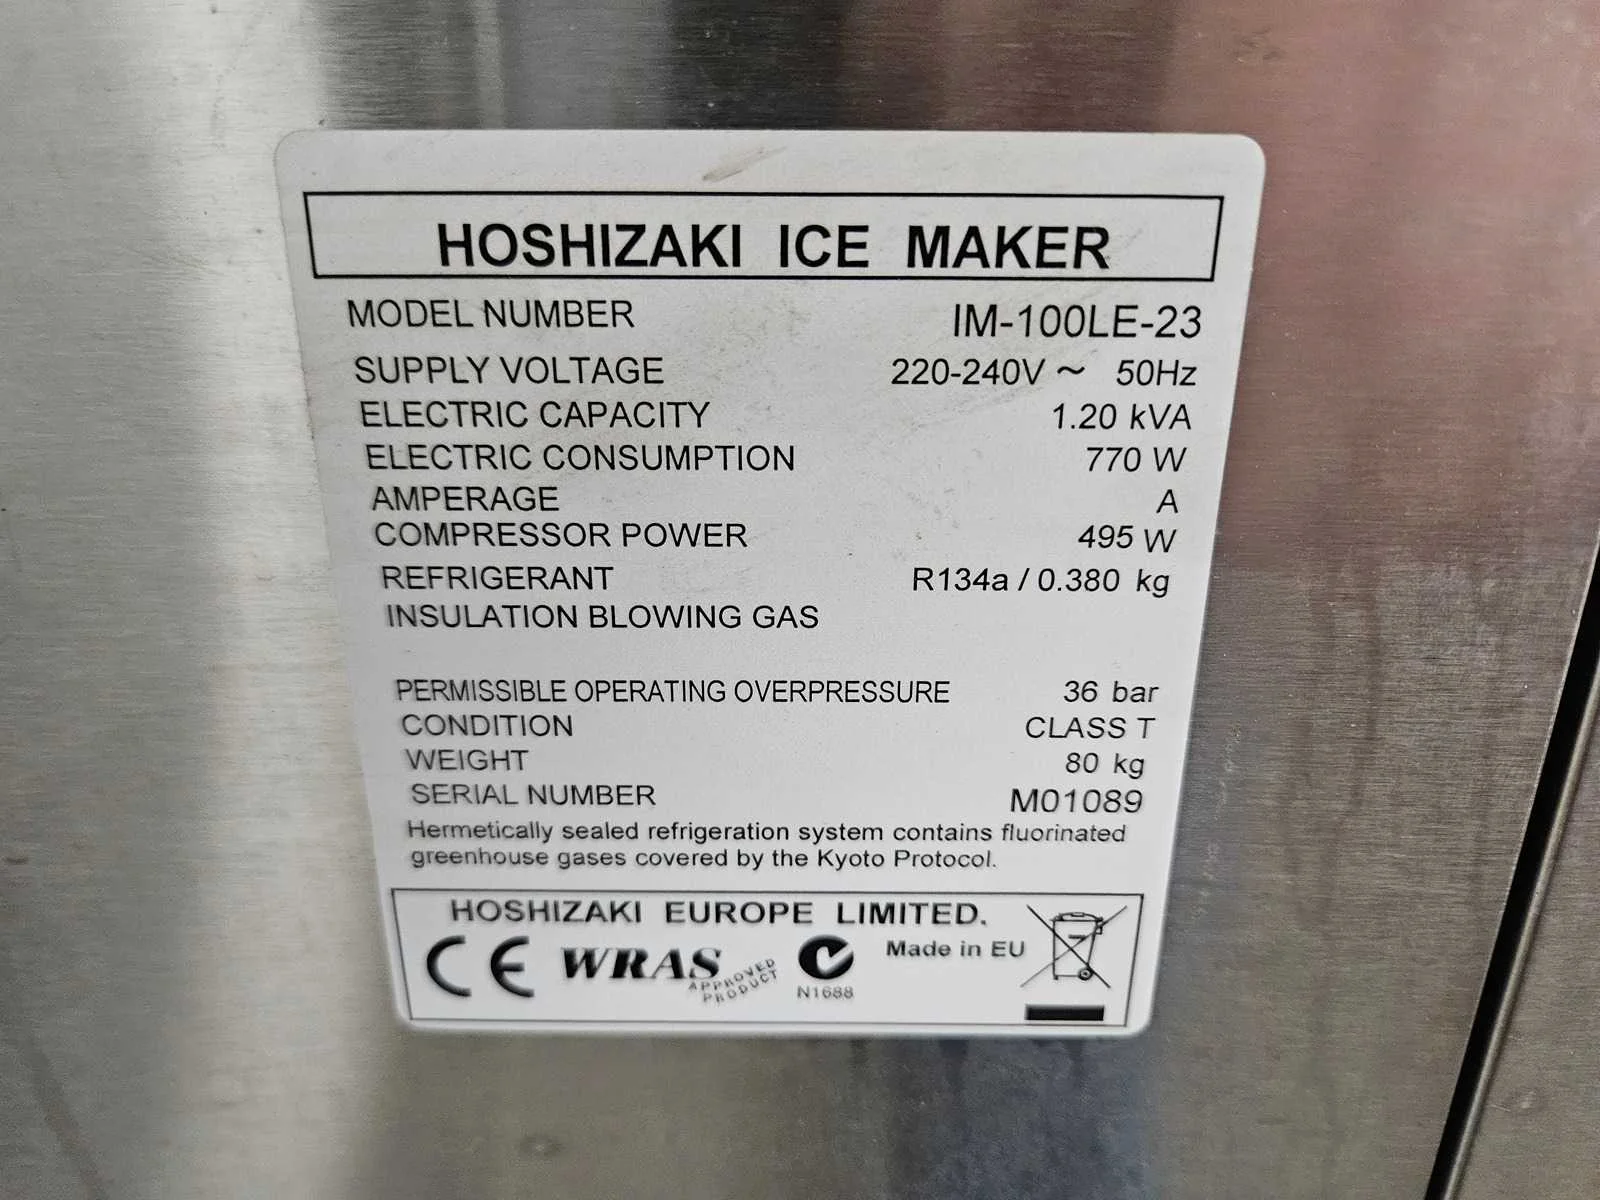 HOSHIZAKI ICE MAKER
MODEL NUMBER IM-100LE-23
SUPPLY VOLTAGE 220-240V ~ 50Hz
ELECTRIC CAPACITY 1.20 kVA
ELECTRIC CONSUMPTION 770 W
AMPERAGE A
COMPRESSOR POWER 495 W
REFRIGERANT R134a / 0.380 kg
INSULATION BLOWING GAS
PERMISSIBLE OPERATING OVERPRESSURE 36 bar
CONDITION CLASS T
WEIGHT 80 kg
SERIAL NUMBER M01089
Hermetically sealed refrigeration system contains fluorinated
greenhouse gases covered by the Kyoto Protocol.
HOSHIZAKI EUROPE LIMITED.
CE WRAS APPROVED PRODUCT N1688 Made in EU